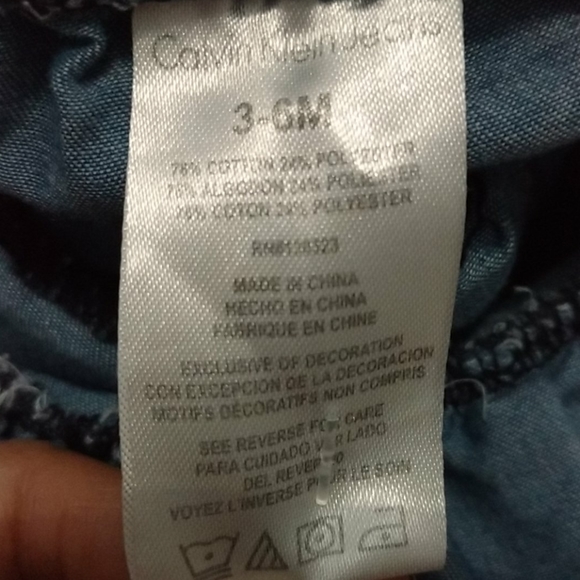 Calvin Klein Jeans
3-6M
76% COTTON 24% POLYESTER
76% ALGODON 24% POLIESTER
76% COTON 24% POLYESTER
MADE IN CHINA
HECHO EN CHINA
FABRIQUE EN CHINE
EXCLUSIVE OF DECORATION
CON EXCEPCION DE LA DECORACION
MOTIFS DECORATIFS NON COMPRIS
SEE REVERSE FOR CARE
PARA CUIDADO VER LADO
DEL REVERSO
VOYEZ L'INVERSE POUR LE SOIN